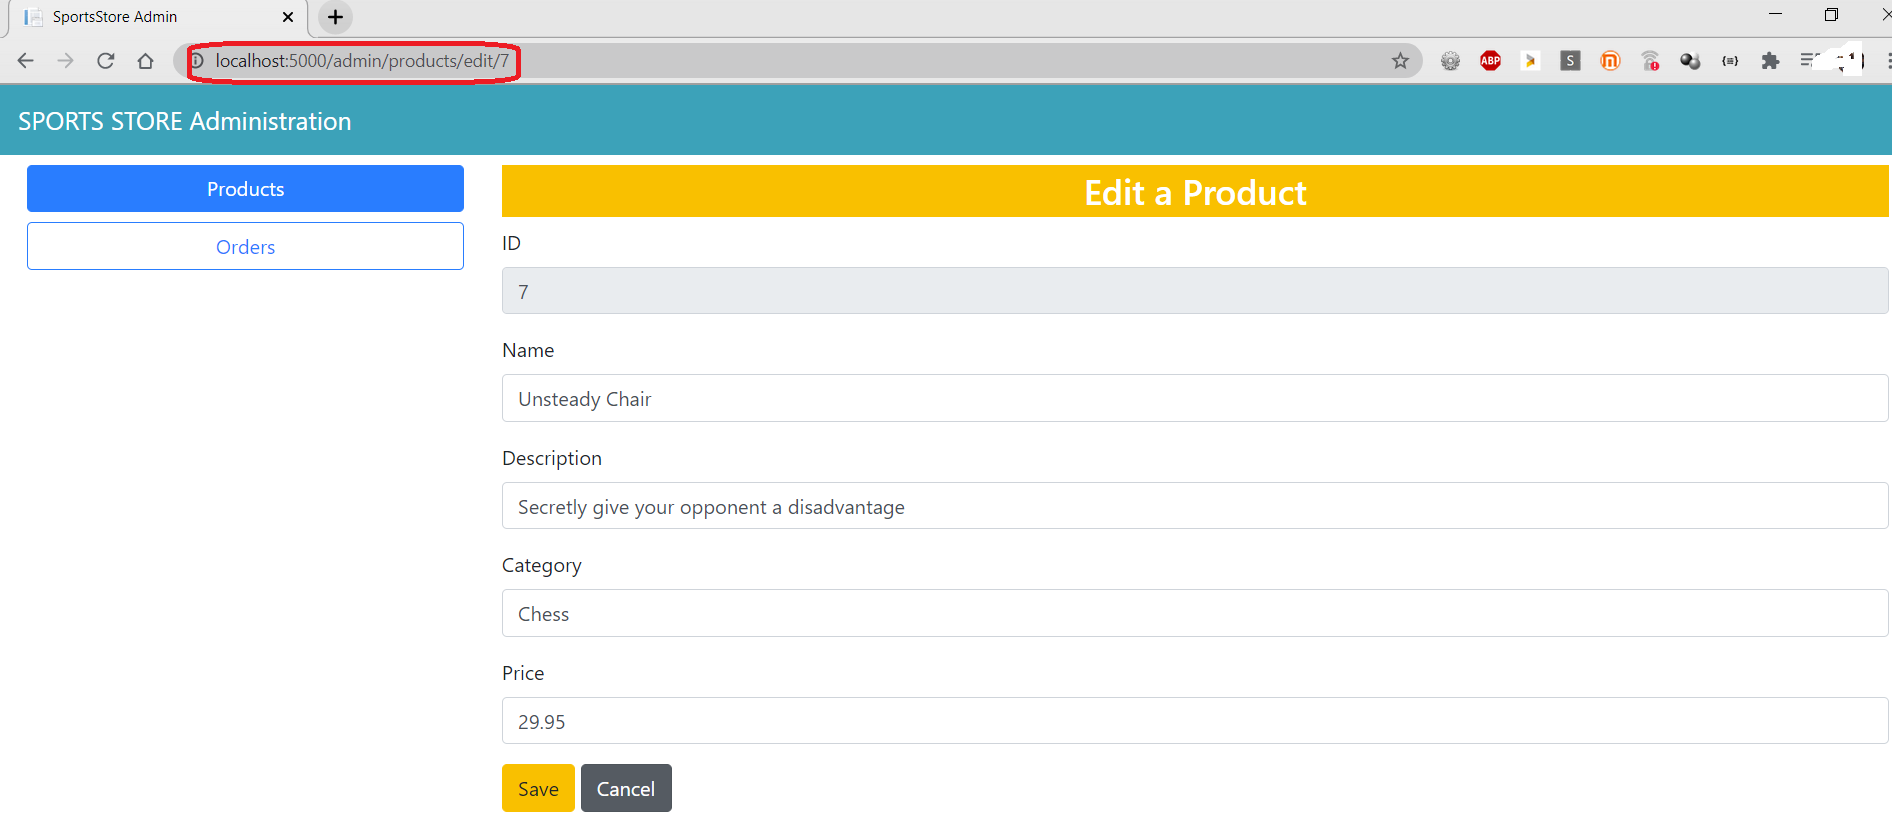 SportsStore Admin
localhost:5000/admin/products/edit/7
ABP
S
SPORTS STORE Administration
Products
Orders
Edit a Product
ID
7
Name
Unsteady Chair
Description
Secretly give your opponent a disadvantage
Category
Chess
Price
29.95
Save Cancel